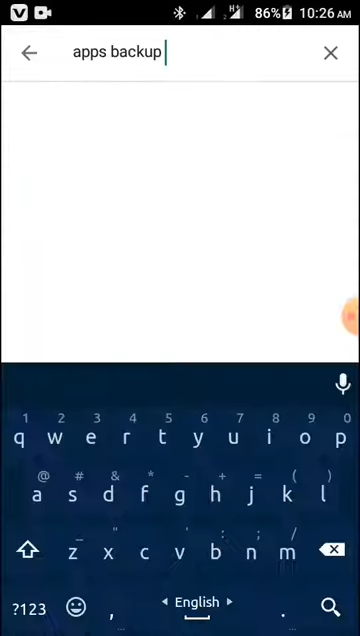 86% 10:26 AM
apps backup
1 2 3 4 5 6 7 8 9 0
q w e r t y u i o p
@ # & * - + = ( )
a s d f g h j k l
_ " ' : ; /
z x c v b n m
?123 , English .